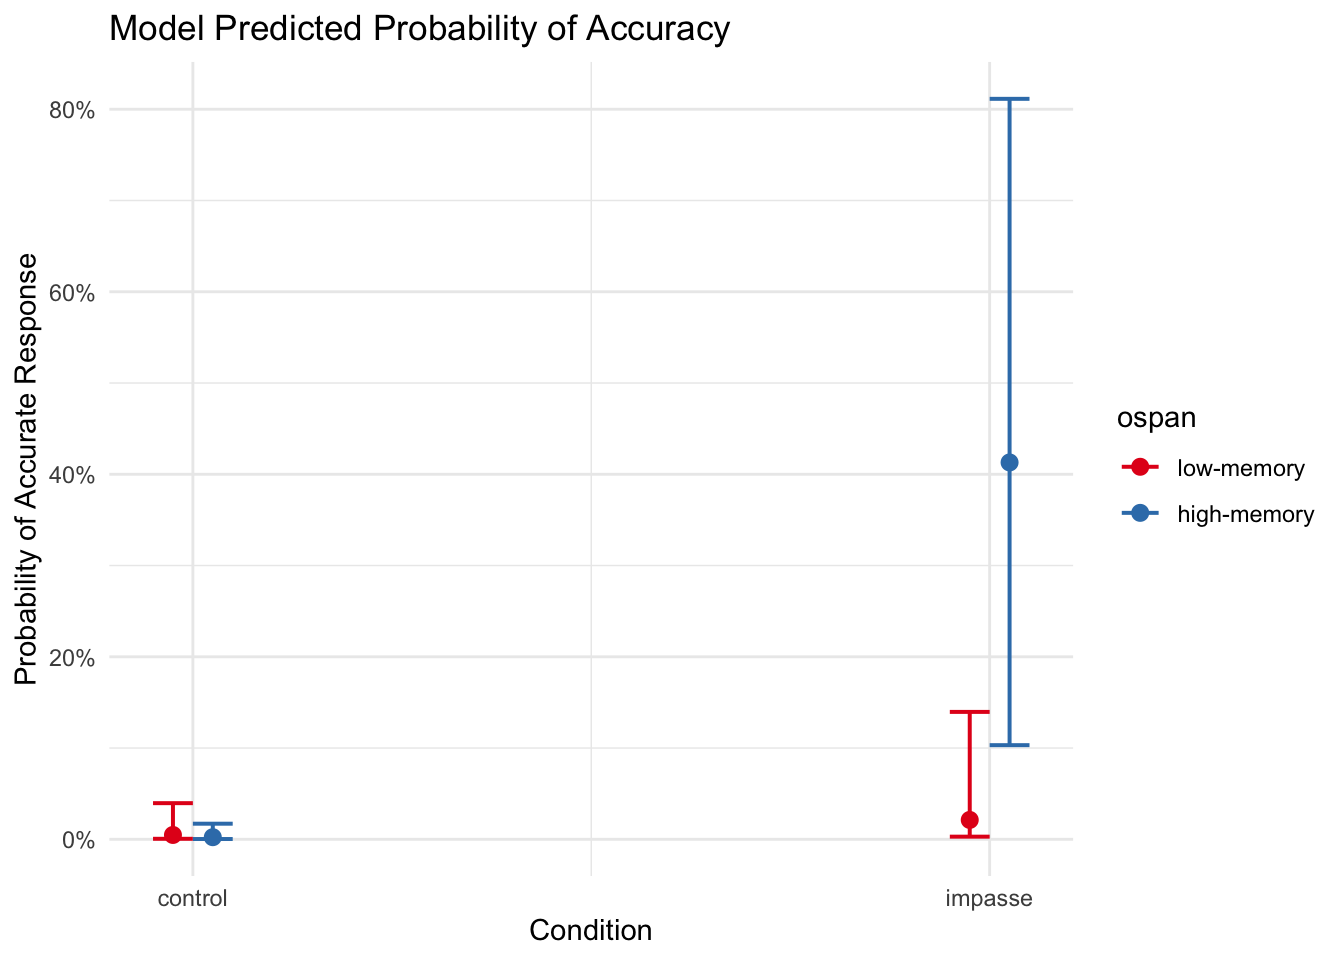 Model Predicted Probability of Accuracy
Probability of Accurate Response
80%
60%
40%
20%
0%
control
impasse
Condition
ospan
low-memory
high-memory